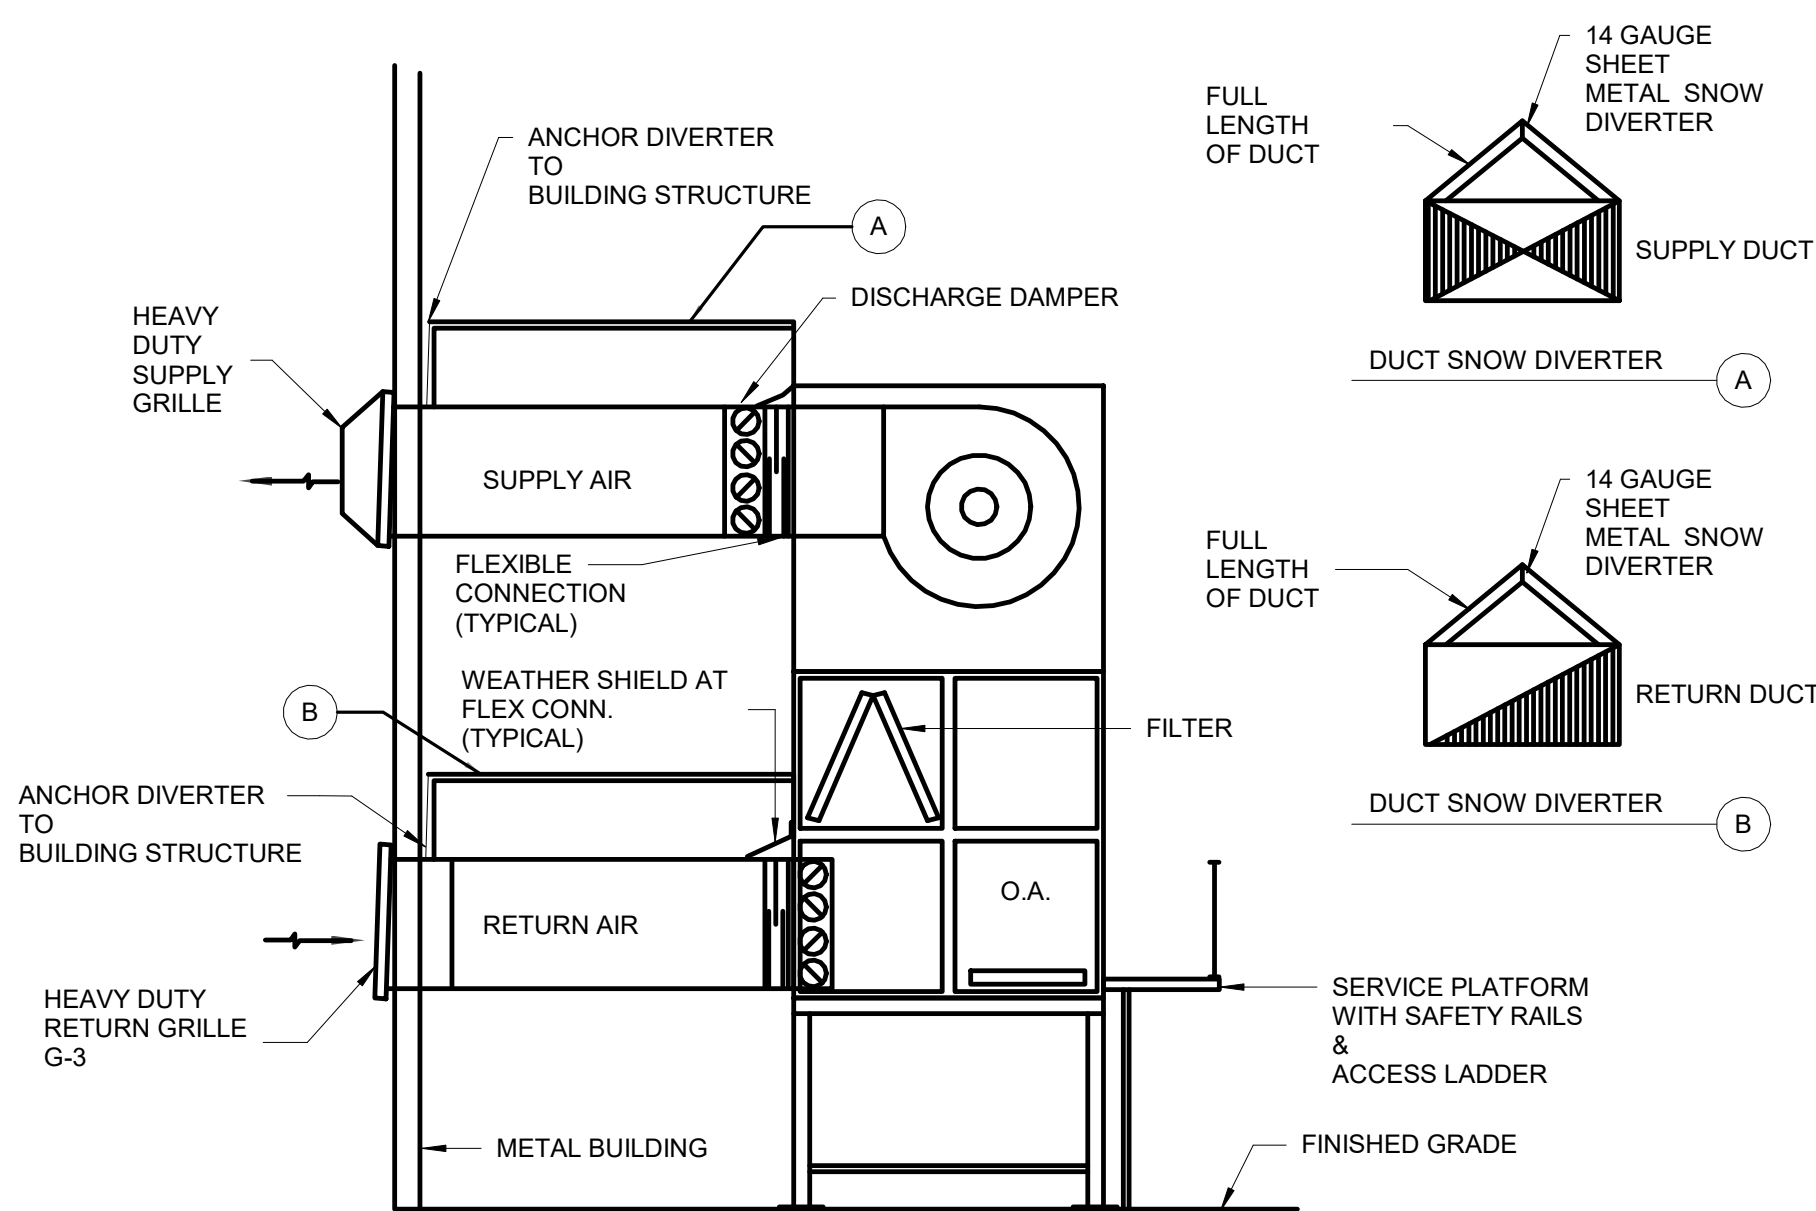 ANCHOR DIVERTER
TO
BUILDING STRUCTURE
A
DISCHARGE DAMPER
HEAVY
DUTY
SUPPLY
GRILLE
SUPPLY AIR
FLEXIBLE
CONNECTION
(TYPICAL)
WEATHER SHIELD AT
FLEX CONN.
(TYPICAL)
B
FILTER
ANCHOR DIVERTER
TO
BUILDING STRUCTURE
RETURN AIR
O.A.
HEAVY DUTY
RETURN GRILLE
G-3
SERVICE PLATFORM
WITH SAFETY RAILS
&
ACCESS LADDER
METAL BUILDING
FINISHED GRADE
14 GAUGE
SHEET
METAL  SNOW
DIVERTER
FULL
LENGTH
OF DUCT
SUPPLY DUCT
DUCT SNOW DIVERTER
A
14 GAUGE
SHEET
METAL  SNOW
DIVERTER
FULL
LENGTH
OF DUCT
RETURN DUCT
DUCT SNOW DIVERTER
B